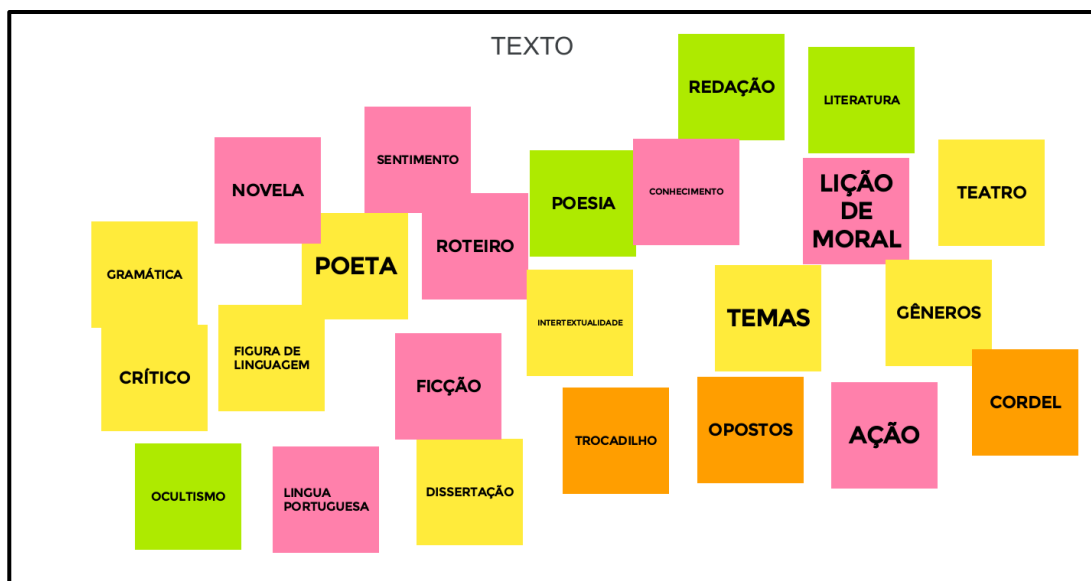 TEXTO
REDAÇÃO
LITERATURA
SENTIMENTO
NOVELA
POESIA
CONHECIMENTO
LIÇÃO
DE
MORAL
TEATRO
ROTEIRO
POETA
GRAMÁTICA
INTERTEXTUALIDADE
TEMAS
GÊNEROS
CRÍTICO
FIGURA DE
LINGUAGEM
FICÇÃO
CORDEL
TROCADILHO
OPOSTOS
AÇÃO
OCULTISMO
LINGUA
PORTUGUESA
DISSERTAÇÃO